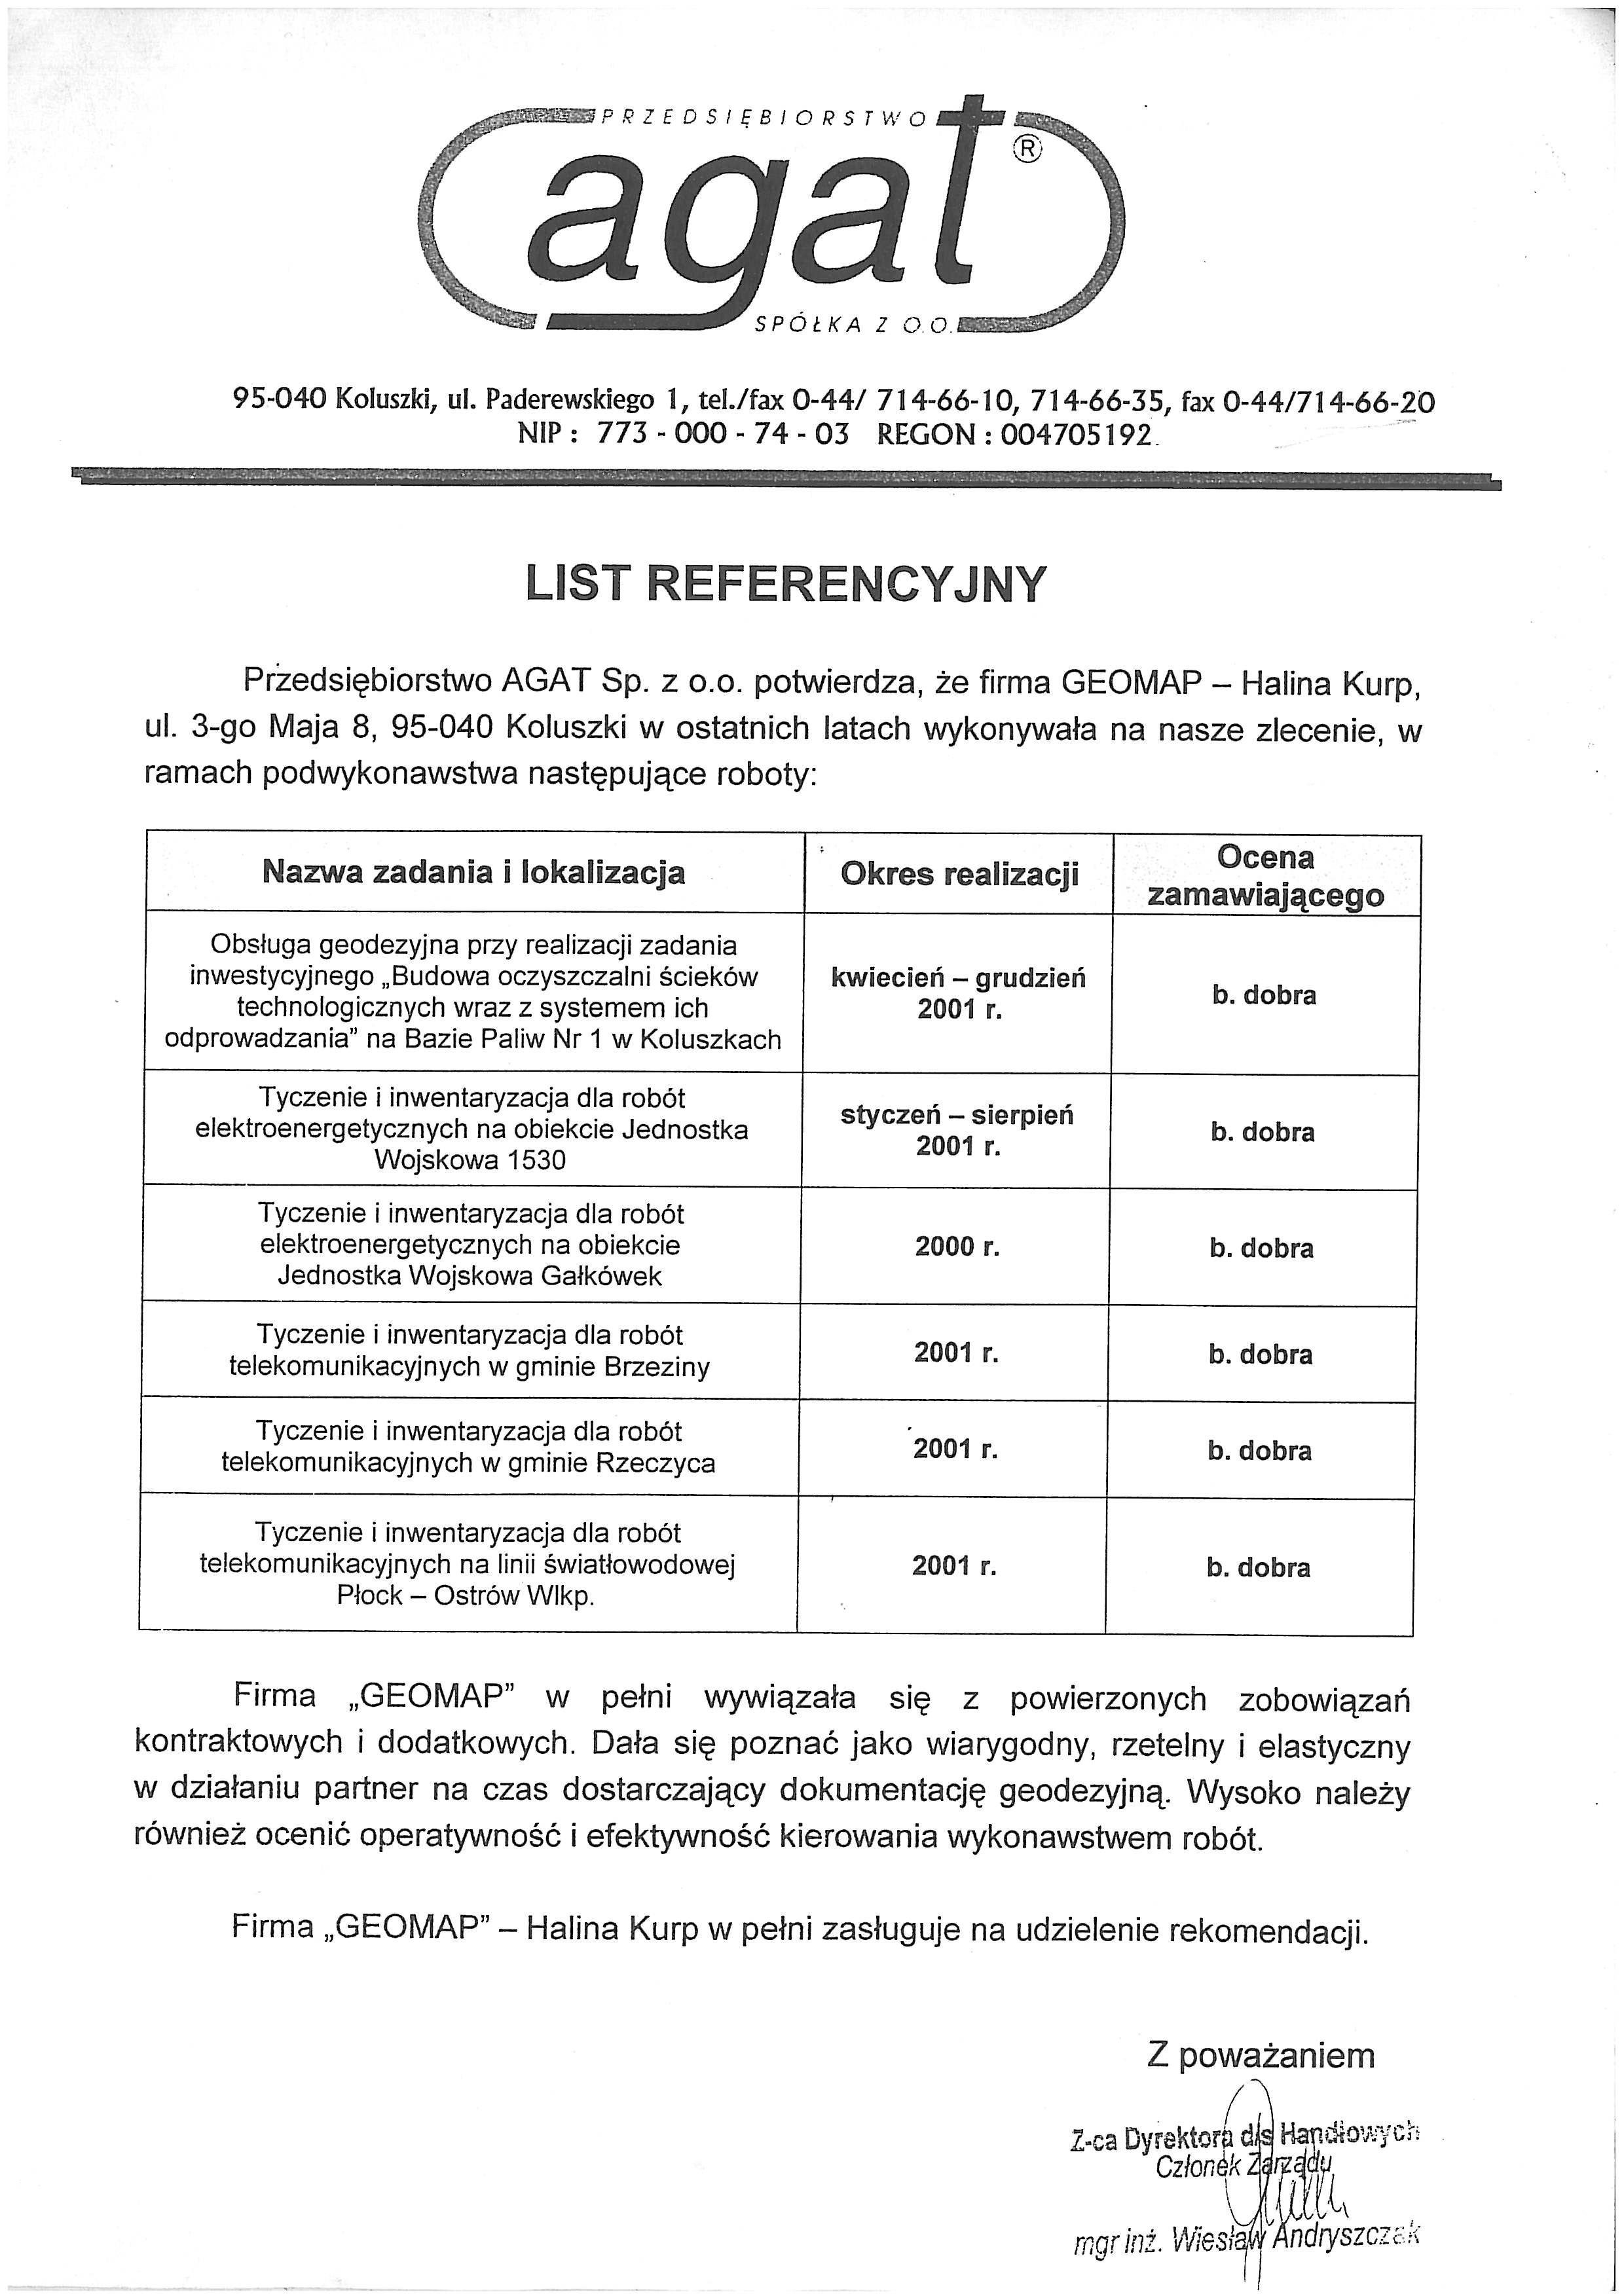 PRZEDSIĘBIORSTWO
agat ®
SPÓŁKA Z O.O.
95-040 Koluszki, ul. Paderewskiego 1, tel./fax 0-44/ 714-66-10, 714-66-35, fax 0-44/714-66-20
NIP : 773 - 000 - 74 - 03 REGON : 004705192.
LIST REFERENCYJNY
Przedsiębiorstwo AGAT Sp. z o.o. potwierdza, że firma GEOMAP – Halina Kurp,
ul. 3-go Maja 8, 95-040 Koluszki w ostatnich latach wykonywała na nasze zlecenie, w
ramach podwykonawstwa następujące roboty:
Nazwa zadania i lokalizacja
Okres realizacji
Ocena
zamawiającego
Obsługa geodezyjna przy realizacji zadania
inwestycyjnego „Budowa oczyszczalni ścieków
technologicznych wraz z systemem ich
odprowadzania” na Bazie Paliw Nr 1 w Koluszkach
kwiecień – grudzień
2001 r.
b. dobra
Tyczenie i inwentaryzacja dla robót
elektroenergetycznych na obiekcie Jednostka
Wojskowa 1530
styczeń – sierpień
2001 r.
b. dobra
Tyczenie i inwentaryzacja dla robót
elektroenergetycznych na obiekcie
Jednostka Wojskowa Gałkówek
2000 r.
b. dobra
Tyczenie i inwentaryzacja dla robót
telekomunikacyjnych w gminie Brzeziny
2001 r.
b. dobra
Tyczenie i inwentaryzacja dla robót
telekomunikacyjnych w gminie Rzeczyca
2001 r.
b. dobra
Tyczenie i inwentaryzacja dla robót
telekomunikacyjnych na linii światłowodowej
Płock – Ostrów Wlkp.
2001 r.
b. dobra
Firma „GEOMAP” w pełni wywiązała się z powierzonych zobowiązań
kontraktowych i dodatkowych. Dała się poznać jako wiarygodny, rzetelny i elastyczny
w działaniu partner na czas dostarczający dokumentację geodezyjną. Wysoko należy
również ocenić operatywność i efektywność kierowania wykonawstwem robót.
Firma „GEOMAP” – Halina Kurp w pełni zasługuje na udzielenie rekomendacji.
Z poważaniem
Z-ca Dyrektora d/s Handlowych
Członek Zarządu
mgr inż. Wiesław Andryszczak